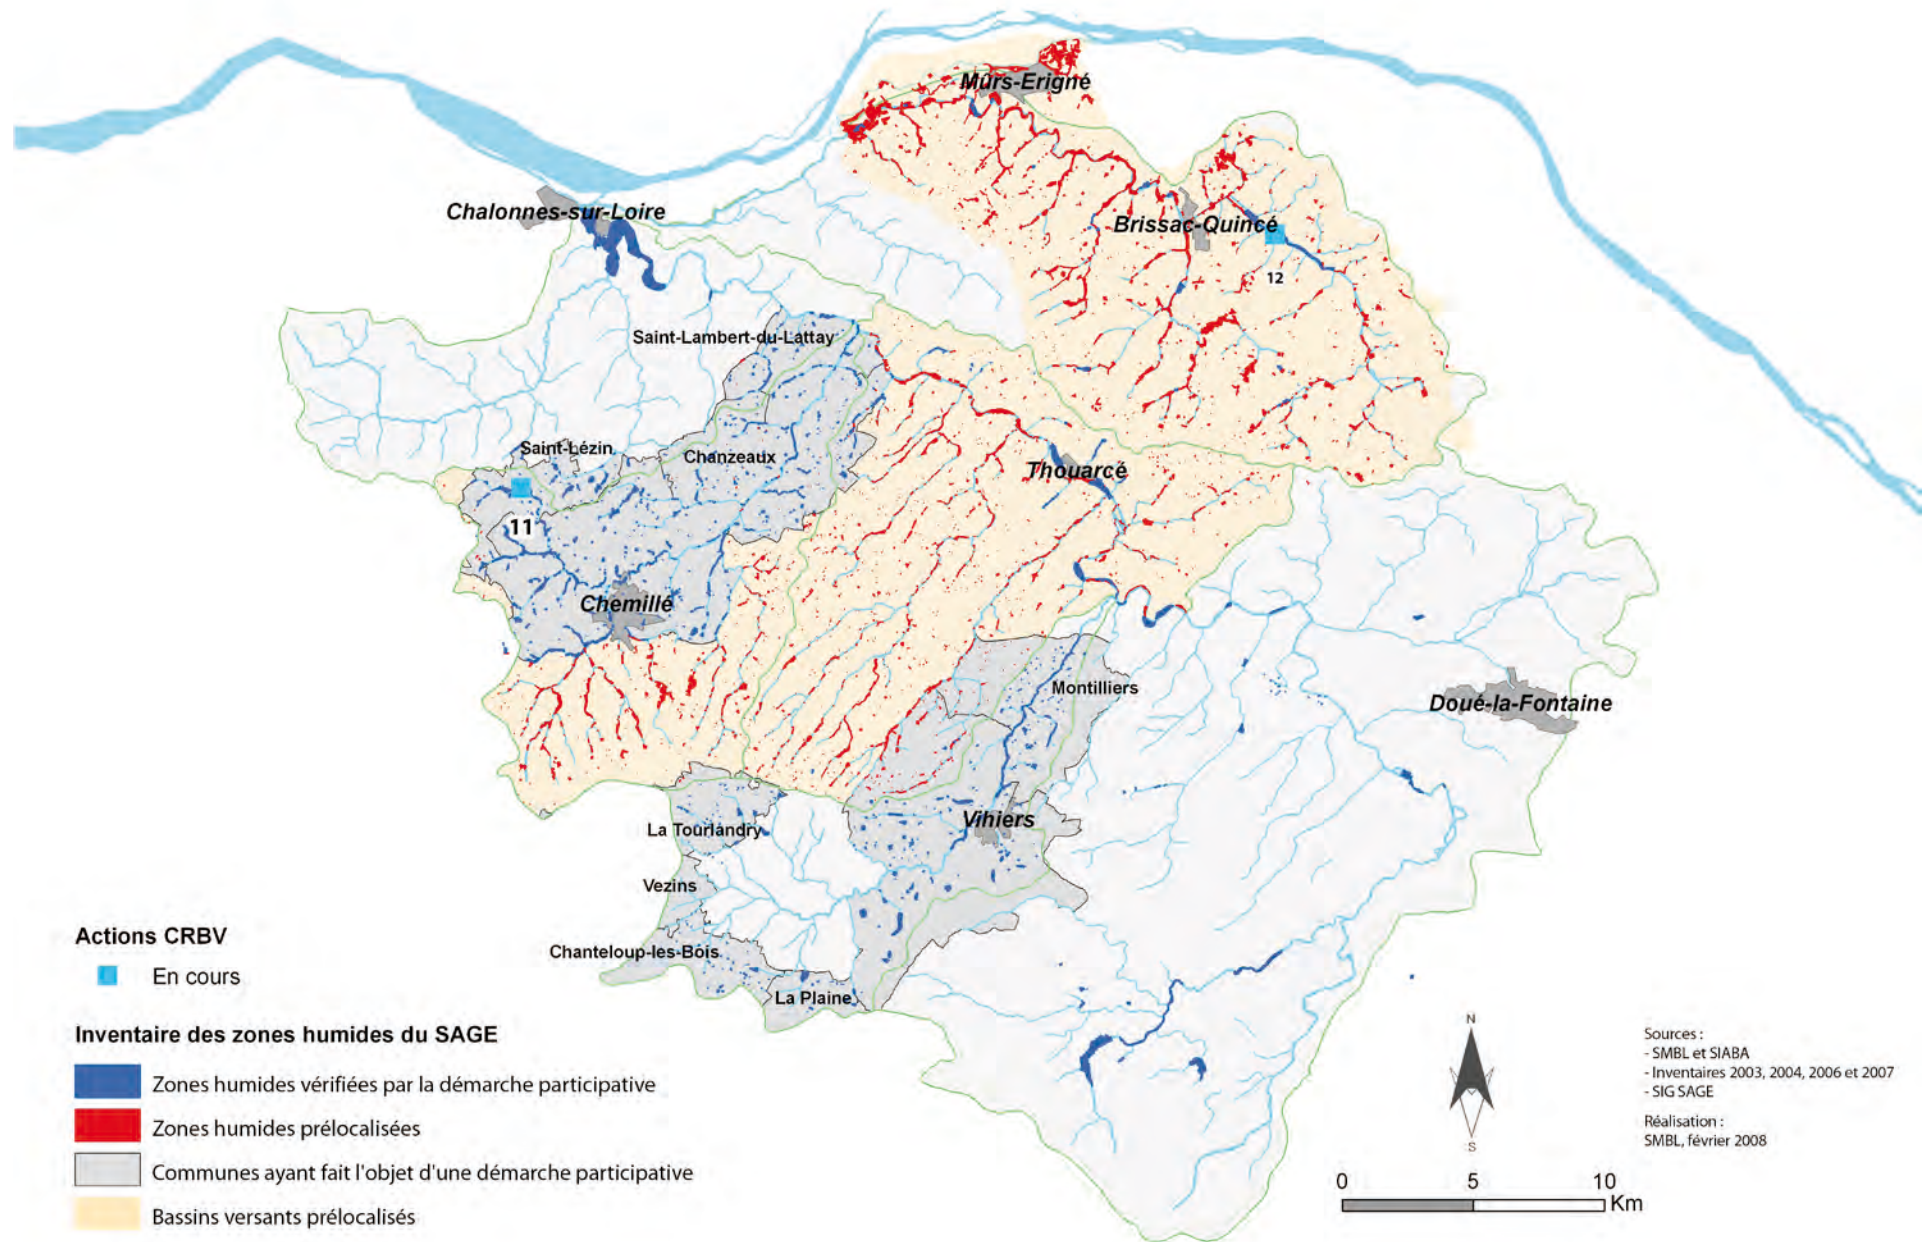 Mûrs-Erigné
Chalonnes-sur-Loire
Brissac-Quincé
12
Saint-Lambert-du-Lattay
Saint-Lézin
Chanzeaux
Thouarcé
11
Chemillé
Montilliers
Doué-la-Fontaine
Vihiers
La Tourlandry
Vezins
Chanteloup-les-Bois
La Plaine
Actions CRBV
En cours
Inventaire des zones humides du SAGE
Zones humides vérifiées par la démarche participative
Zones humides prélocalisées
Communes ayant fait l'objet d'une démarche participative
Bassins versants prélocalisés
N
S
0 5 10
Km
Sources :
- SMBL et SIABA
- Inventaires 2003, 2004, 2006 et 2007
- SIG SAGE
Réalisation :
SMBL, février 2008